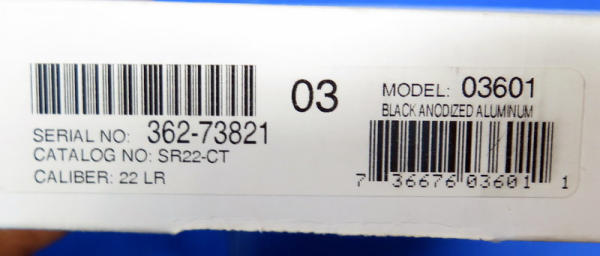 SERIAL NO: 362-73821
CATALOG NO: SR22-CT
CALIBER: 22 LR
03
MODEL: 03601
BLACK ANODIZED ALUMINUM
7 36676 03601 1